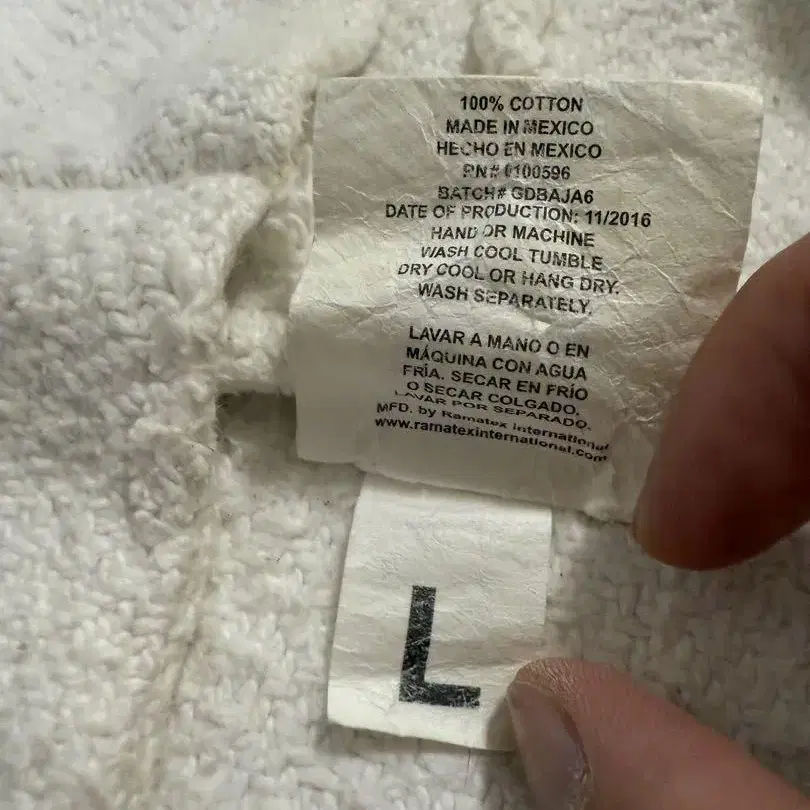 100% COTTON
MADE IN MEXICO
HECHO EN MEXICO
PN# 0100596
BATCH# GDBAJA6
DATE OF PRODUCTION: 11/2016
HAND OR MACHINE
WASH COOL TUMBLE
DRY COOL OR HANG DRY.
WASH SEPARATELY.
LAVAR A MANO O EN
MÁQUINA CON AGUA
FRÍA. SECAR EN FRÍO
O SECAR COLGADO.
LAVAR POR SEPARADO.
MFD. by Ramatex International
www.ramatexinternational.com
L